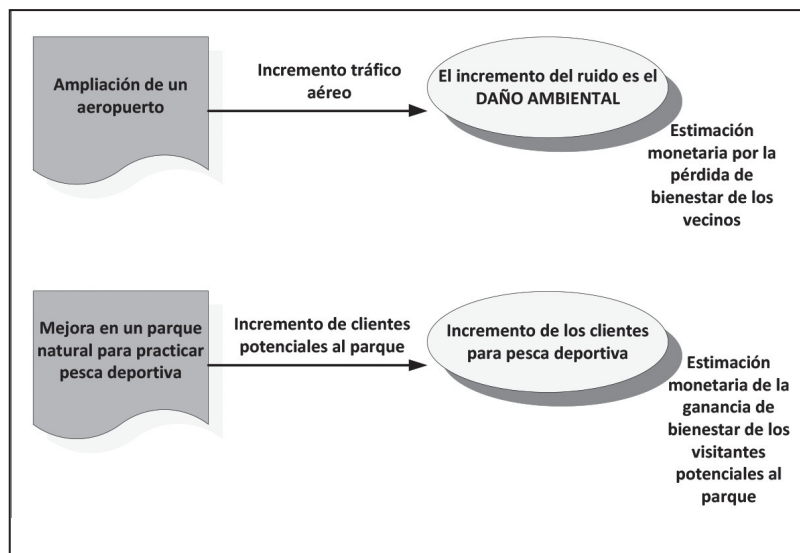 Ampliación de un
aeropuerto
Incremento tráfico
aéreo
El incremento del ruido es el
DAÑO AMBIENTAL
Estimación
monetaria por la
pérdida de
bienestar de los
vecinos
Mejora en un parque
natural para practicar
pesca deportiva
Incremento de clientes
potenciales al parque
Incremento de los clientes
para pesca deportiva
Estimación
monetaria de la
ganancia de
bienestar de los
visitantes
potenciales al
parque